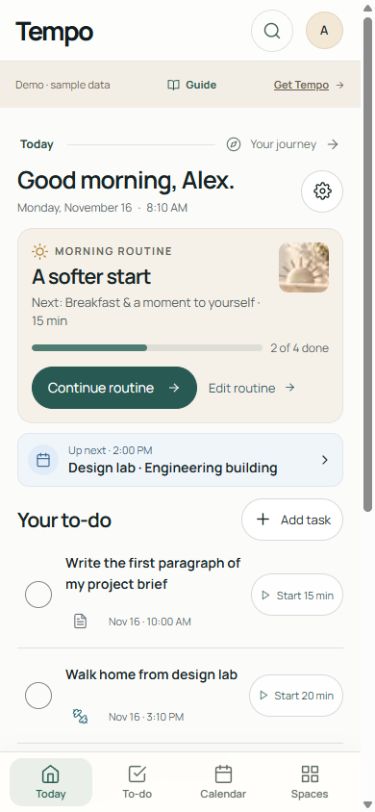 Tempo
A
Demo · sample data
Guide
Get Tempo →
Today
Your journey →
Good morning, Alex.
Monday, November 16 · 8:10 AM
MORNING ROUTINE
A softer start
Next: Breakfast & a moment to yourself ·
15 min
2 of 4 done
Continue routine →
Edit routine →
Up next · 2:00 PM
Design lab · Engineering building
Your to-do
+ Add task
Write the first paragraph of
my project brief
Start 15 min
Nov 16 · 10:00 AM
Walk home from design lab
Start 20 min
Nov 16 · 3:10 PM
Today
To-do
Calendar
Spaces